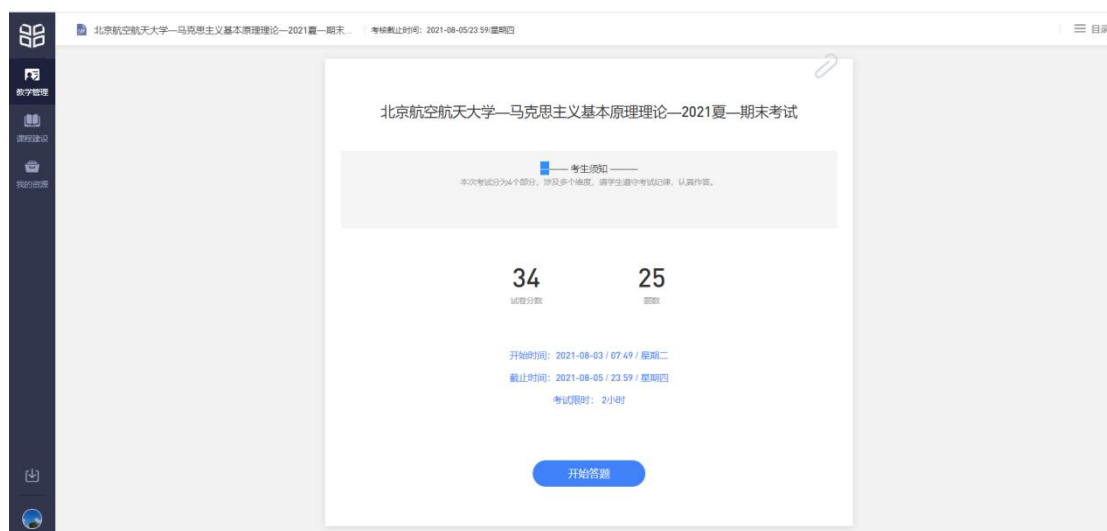 北京航空航天大学—马克思主义基本原理理论—2021夏—期末...
考核截止时间：2021-08-05/23:59/星期四
目录
教学管理
课程建设
我的资源
北京航空航天大学—马克思主义基本原理理论—2021夏—期末考试
—— 考生须知 ——
本次考试分为4个部分，涉及多个维度，请学生遵守考试纪律，认真作答。
34
25
试卷分数
题数
开始时间：2021-08-03 / 07:49 / 星期二
截止时间：2021-08-05 / 23:59 / 星期四
考试限时： 2小时
开始答题